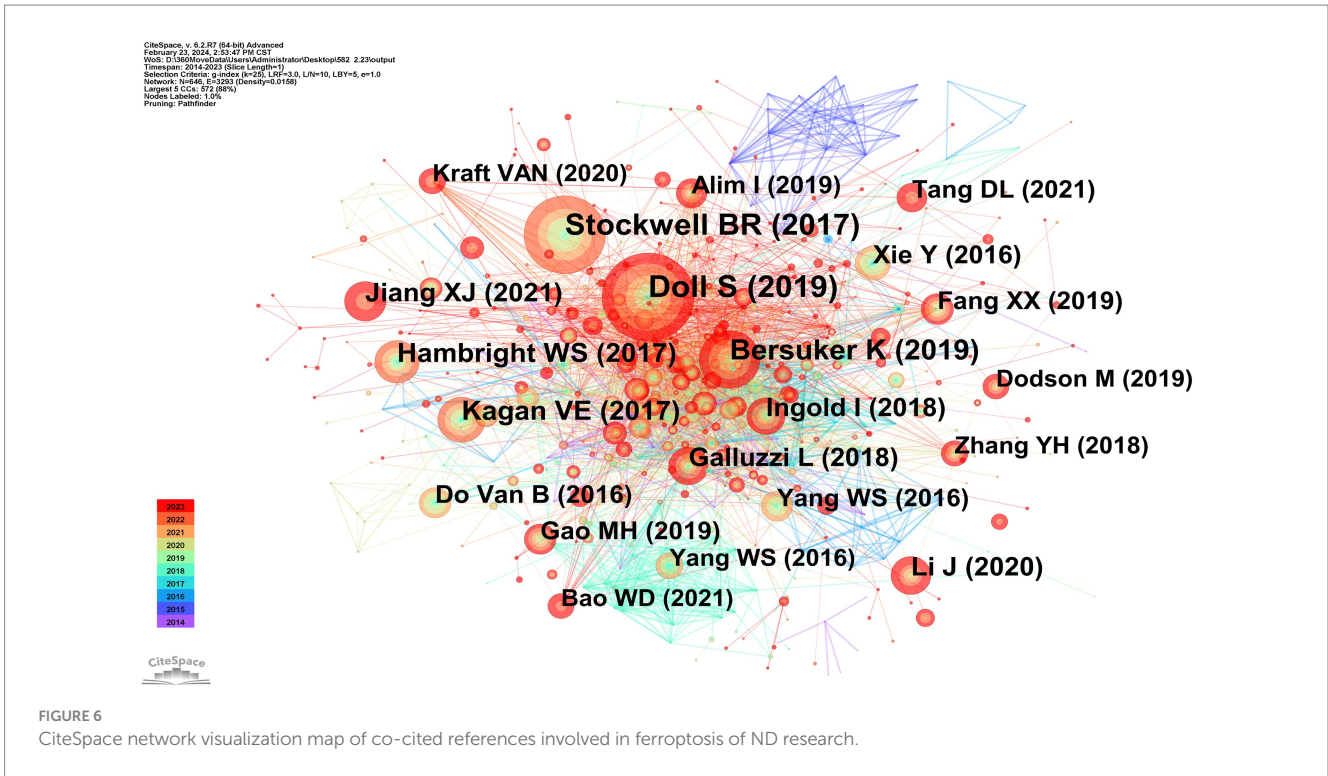 CiteSpace, v. 6.2.R7 (64-bit) Advanced
February 23, 2024, 2:53:47 PM CST
WoS: D:\360MoveData\Users\Administrator\Desktop\582 2.23\output
Timespan: 2014-2023 (Slice Length=1)
Selection Criteria: g-index (k=25), LRF=3.0, L/N=10, LBY=5, e=1.0
Network: N=646, E=3293 (Density=0.0158)
Largest 5 CCs: 572 (88%)
Nodes Labeled: 1.0%
Pruning: Pathfinder
Kraft VAN (2020)
Alim I (2019)
Tang DL (2021)
Stockwell BR (2017)
Xie Y (2016)
Jiang XJ (2021)
Doll S (2019)
Fang XX (2019)
Hambright WS (2017)
Bersuker K (2019)
Dodson M (2019)
Kagan VE (2017)
Ingold I (2018)
Zhang YH (2018)
Galluzzi L (2018)
Do Van B (2016)
Yang WS (2016)
Gao MH (2019)
Yang WS (2016)
Li J (2020)
Bao WD (2021)
2023
2022
2021
2020
2019
2018
2017
2016
2015
2014
CiteSpace
FIGURE 6
CiteSpace network visualization map of co-cited references involved in ferroptosis of ND research.